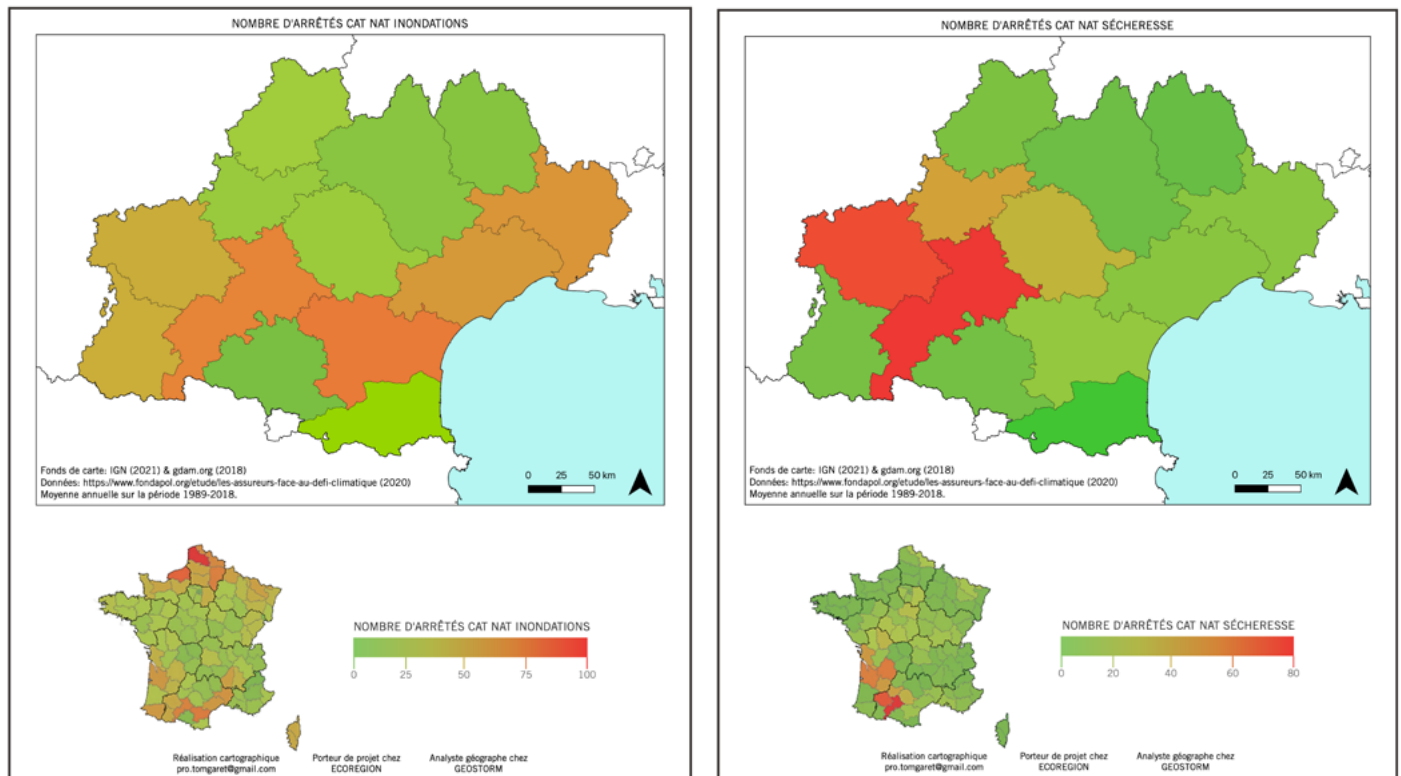 NOMBRE D'ARRÊTÉS CAT NAT INONDATIONS
Fonds de carte: IGN (2021) & gdam.org (2018)
Données: https://www.fondapol.org/etude/les-assureurs-face-au-defi-climatique (2020)
Moyenne annuelle sur la période 1989-2018.
0 25 50 km
NOMBRE D'ARRÊTÉS CAT NAT INONDATIONS
0 25 50 75 100
Réalisation cartographique
pro.tomgaret@gmail.com
Porteur de projet chez
ECOREGION
Analyste géographe chez
GEOSTORM
NOMBRE D'ARRÊTÉS CAT NAT SÉCHERESSE
Fonds de carte: IGN (2021) & gdam.org (2018)
Données: https://www.fondapol.org/etude/les-assureurs-face-au-defi-climatique (2020)
Moyenne annuelle sur la période 1989-2018.
0 25 50 km
NOMBRE D'ARRÊTÉS CAT NAT SÉCHERESSE
0 20 40 60 80
Réalisation cartographique
pro.tomgaret@gmail.com
Porteur de projet chez
ECOREGION
Analyste géographe chez
GEOSTORM